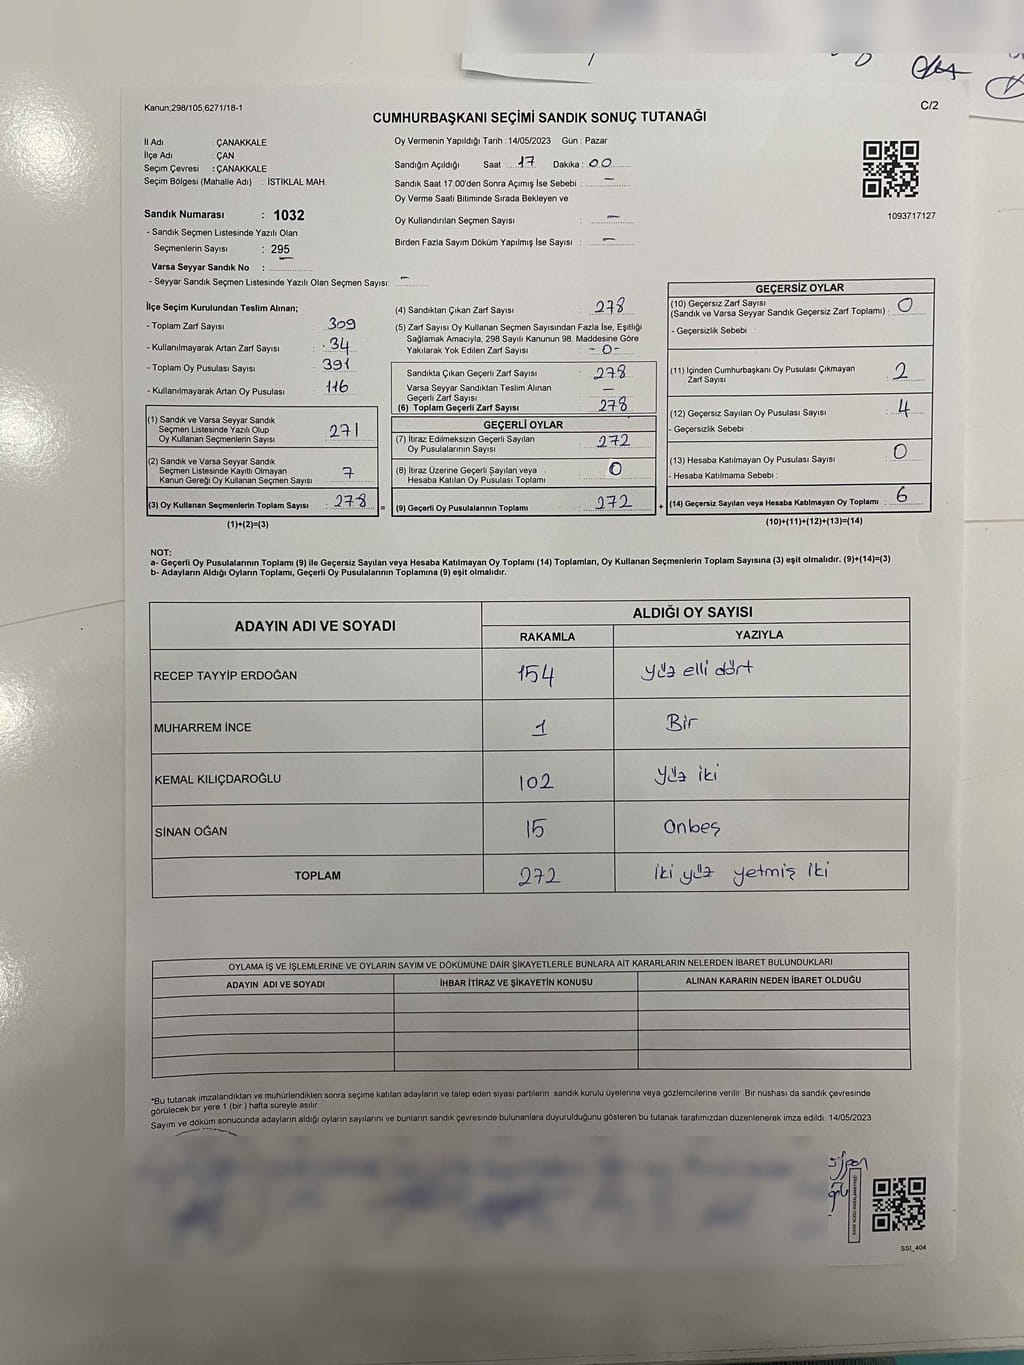 Kanun;298/105,6271/18-1
C/2
CUMHURBAŞKANI SEÇİMİ SANDIK SONUÇ TUTANAĞI
İl Adı : ÇANAKKALE
İlçe Adı : ÇAN
Seçim Çevresi : ÇANAKKALE
Seçim Bölgesi (Mahalle Adı) : İSTİKLAL MAH.
Sandık Numarası : 1032
- Sandık Seçmen Listesinde Yazılı Olan
Seçmenlerin Sayısı : 295
Varsa Seyyar Sandık No :
- Seyyar Sandık Seçmen Listesinde Yazılı Olan Seçmen Sayısı: -
Oy Vermenin Yapıldığı Tarih : 14/05/2023 Gün : Pazar
Sandığın Açıldığı Saat : 17 Dakika : 00
Sandık Saat 17.00'den Sonra Açımış İse Sebebi : -
Oy Verme Saati Bitiminde Sırada Bekleyen ve
Oy Kullandırılan Seçmen Sayısı : -
Birden Fazla Sayım Döküm Yapılmış İse Sayısı : -
1093717127
İlçe Seçim Kurulundan Teslim Alınan;
- Toplam Zarf Sayısı : 309
- Kullanılmayarak Artan Zarf Sayısı : 34
- Toplam Oy Pusulası Sayısı : 391
- Kullanılmayarak Artan Oy Pusulası : 116
(1) Sandık ve Varsa Seyyar Sandık
Seçmen Listesinde Yazılı Olup
Oy Kullanan Seçmenlerin Sayısı : 271
(2) Sandık ve Varsa Seyyar Sandık
Seçmen Listesinde Kayıtlı Olmayan
Kanun Gereği Oy Kullanan Seçmen Sayısı : 7
(3) Oy Kullanan Seçmenlerin Toplam Sayısı : 278 =
(1)+(2)=(3)
(4) Sandıktan Çıkan Zarf Sayısı : 278
(5) Zarf Sayısı Oy Kullanan Seçmen Sayısından Fazla İse, Eşitliği
Sağlamak Amacıyla, 298 Sayılı Kanunun 98. Maddesine Göre
Yakılarak Yok Edilen Zarf Sayısı : -0-
Sandıkta Çıkan Geçerli Zarf Sayısı : 278
Varsa Seyyar Sandıktan Teslim Alınan
Geçerli Zarf Sayısı : -
(6) Toplam Geçerli Zarf Sayısı : 278
GEÇERLİ OYLAR
(7) İtiraz Edilmeksizin Geçerli Sayılan
Oy Pusulalarının Sayısı : 272
(8) İtiraz Üzerine Geçerli Sayılan veya
Hesaba Katılan Oy Pusulası Toplamı : 0
(9) Geçerli Oy Pusulalarının Toplamı : 272 +
GEÇERSİZ OYLAR
(10) Geçersiz Zarf Sayısı
(Sandık ve Varsa Seyyar Sandık Geçersiz Zarf Toplamı) : 0
- Geçersizlik Sebebi :
(11) İçinden Cumhurbaşkanı Oy Pusulası Çıkmayan
Zarf Sayısı : 2
(12) Geçersiz Sayılan Oy Pusulası Sayısı : 4
- Geçersizlik Sebebi :
(13) Hesaba Katılmayan Oy Pusulası Sayısı : 0
- Hesaba Katılmama Sebebi :
(14) Geçersiz Sayılan veya Hesaba Katılmayan Oy Toplamı : 6
(10)+(11)+(12)+(13)=(14)
NOT:
a- Geçerli Oy Pusulalarının Toplamı (9) ile Geçersiz Sayılan veya Hesaba Katılmayan Oy Toplamı (14) Toplamları, Oy Kullanan Seçmenlerin Toplam Sayısına (3) eşit olmalıdır. (9)+(14)=(3)
b- Adayların Aldığı Oyların Toplamı, Geçerli Oy Pusulalarının Toplamına (9) eşit olmalıdır.
ADAYIN ADI VE SOYADI
ALDIĞI OY SAYISI
RAKAMLA YAZIYLA
RECEP TAYYİP ERDOĞAN 154 Yüz elli dört
MUHARREM İNCE 1 Bir
KEMAL KILIÇDAROĞLU 102 Yüz iki
SİNAN OĞAN 15 Onbeş
TOPLAM 272 İki yüz yetmiş iki
OYLAMA İŞ VE İŞLEMLERİNE VE OYLARIN SAYIM VE DÖKÜMÜNE DAİR ŞİKAYETLERLE BUNLARA AİT KARARLARIN NELERDEN İBARET BULUNDUKLARI
ADAYIN ADI VE SOYADI İHBAR İTİRAZ VE ŞİKAYETİN KONUSU ALINAN KARARIN NEDEN İBARET OLDUĞU
*Bu tutanak imzalandıktan ve mühürlendikten sonra seçime katılan adayların ve talep eden siyasi partilerin sandık kurulu üyelerine veya gözlemcilerine verilir. Bir nüshası da sandık çevresinde
görülecek bir yere 1 (bir) hafta süreyle asılır
Sayım ve döküm sonucunda adayların aldığı oyların sayılarını ve bunların sandık çevresinde bulunanlara duyurulduğunu gösteren bu tutanak tarafımızdan düzenlenerek imza edildi. 14/05/2023
SSI_404